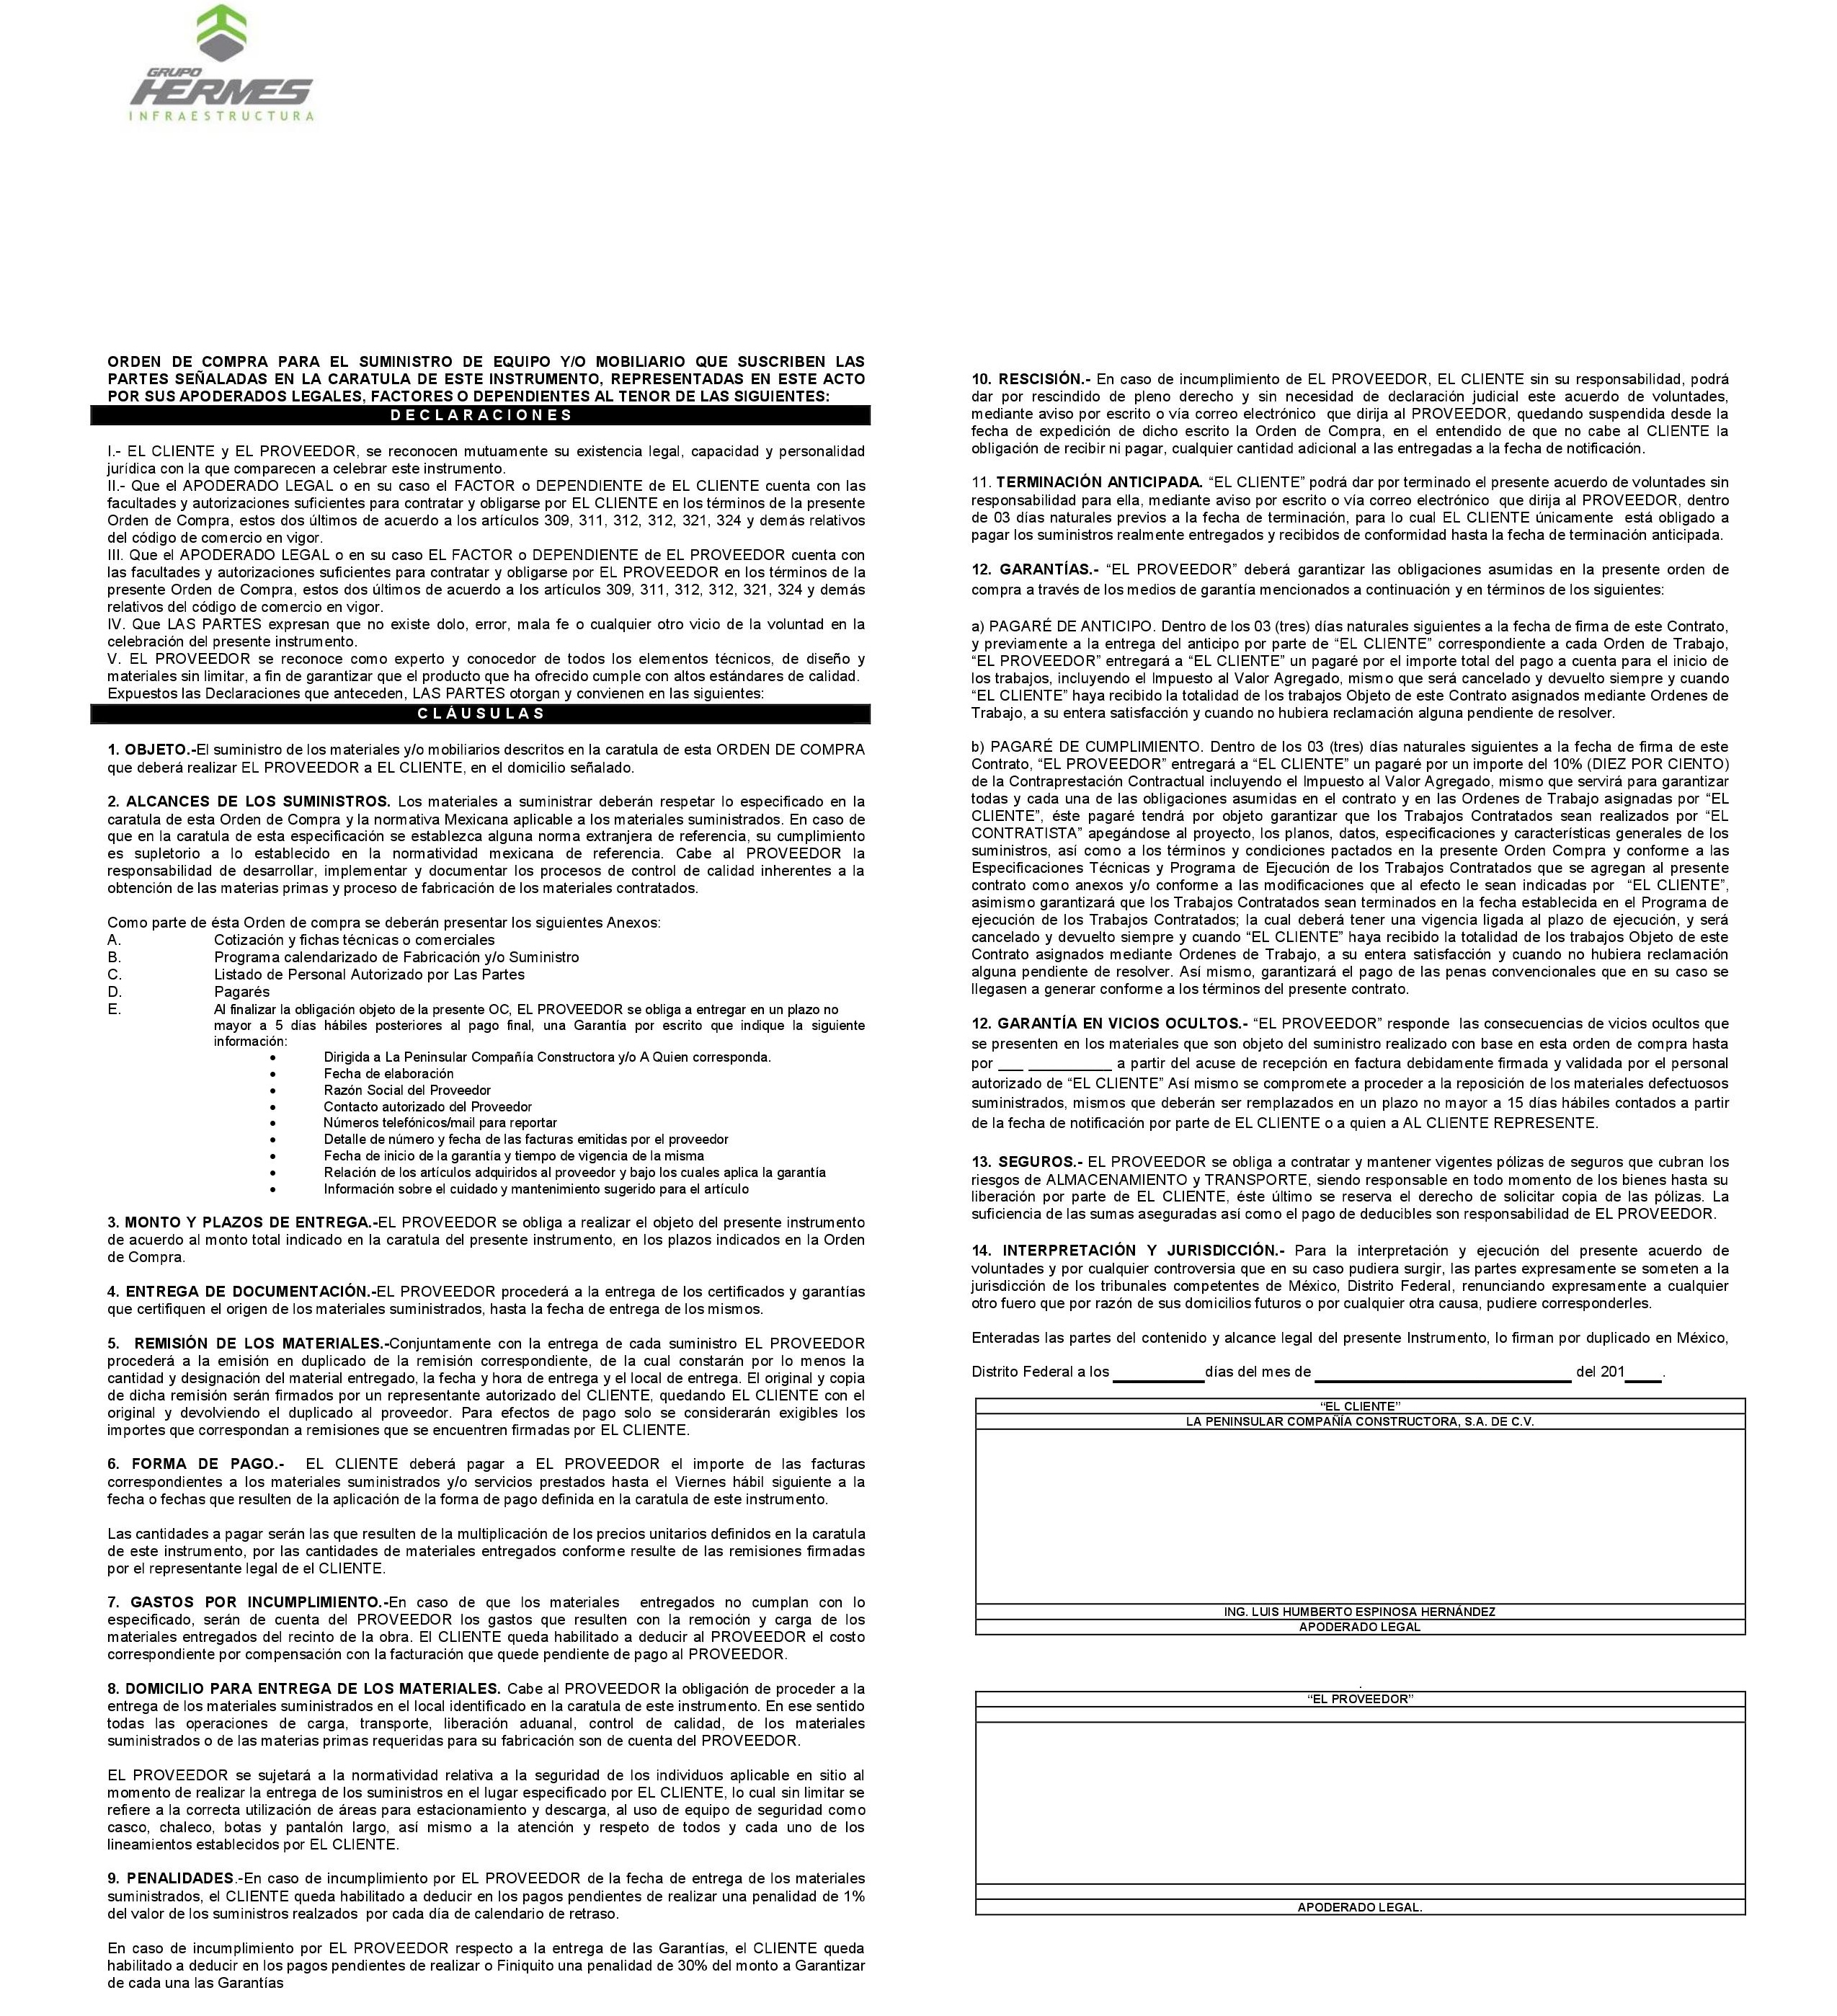 GRUPO
HERMES
INFRAESTRUCTURA
ORDEN DE COMPRA PARA EL SUMINISTRO DE EQUIPO Y/O MOBILIARIO QUE SUSCRIBEN LAS
PARTES SEÑALADAS EN LA CARATULA DE ESTE INSTRUMENTO, REPRESENTADAS EN ESTE ACTO
POR SUS APODERADOS LEGALES, FACTORES O DEPENDIENTES AL TENOR DE LAS SIGUIENTES:
DECLARACIONES
I.- EL CLIENTE y EL PROVEEDOR, se reconocen mutuamente su existencia legal, capacidad y personalidad
jurídica con la que comparecen a celebrar este instrumento.
II.- Que el APODERADO LEGAL o en su caso el FACTOR o DEPENDIENTE de EL CLIENTE cuenta con las
facultades y autorizaciones suficientes para contratar y obligarse por EL CLIENTE en los términos de la presente
Orden de Compra, estos dos últimos de acuerdo a los artículos 309, 311, 312, 312, 321, 324 y demás relativos
del código de comercio en vigor.
III. Que el APODERADO LEGAL o en su caso EL FACTOR o DEPENDIENTE de EL PROVEEDOR cuenta con
las facultades y autorizaciones suficientes para contratar y obligarse por EL PROVEEDOR en los términos de la
presente Orden de Compra, estos dos últimos de acuerdo a los artículos 309, 311, 312, 312, 321, 324 y demás
relativos del código de comercio en vigor.
IV. Que LAS PARTES expresan que no existe dolo, error, mala fe o cualquier otro vicio de la voluntad en la
celebración del presente instrumento.
V. EL PROVEEDOR se reconoce como experto y conocedor de todos los elementos técnicos, de diseño y
materiales sin limitar, a fin de garantizar que el producto que ha ofrecido cumple con altos estándares de calidad.
Expuestos las Declaraciones que anteceden, LAS PARTES otorgan y convienen en las siguientes:
CLÁUSULAS
1. OBJETO.-El suministro de los materiales y/o mobiliarios descritos en la caratula de esta ORDEN DE COMPRA
que deberá realizar EL PROVEEDOR a EL CLIENTE, en el domicilio señalado.
2. ALCANCES DE LOS SUMINISTROS. Los materiales a suministrar deberán respetar lo especificado en la
caratula de esta Orden de Compra y la normativa Mexicana aplicable a los materiales suministrados. En caso de
que en la caratula de esta especificación se establezca alguna norma extranjera de referencia, su cumplimiento
es supletorio a lo establecido en la normatividad mexicana de referencia. Cabe al PROVEEDOR la
responsabilidad de desarrollar, implementar y documentar los procesos de control de calidad inherentes a la
obtención de las materias primas y proceso de fabricación de los materiales contratados.
Como parte de ésta Orden de compra se deberán presentar los siguientes Anexos:
A. Cotización y fichas técnicas o comerciales
B. Programa calendarizado de Fabricación y/o Suministro
C. Listado de Personal Autorizado por Las Partes
D. Pagarés
E. Al finalizar la obligación objeto de la presente OC, EL PROVEEDOR se obliga a entregar en un plazo no
mayor a 5 días hábiles posteriores al pago final, una Garantía por escrito que indique la siguiente
información:
• Dirigida a La Peninsular Compañía Constructora y/o A Quien corresponda.
• Fecha de elaboración
• Razón Social del Proveedor
• Contacto autorizado del Proveedor
• Números telefónicos/mail para reportar
• Detalle de número y fecha de las facturas emitidas por el proveedor
• Fecha de inicio de la garantía y tiempo de vigencia de la misma
• Relación de los artículos adquiridos al proveedor y bajo los cuales aplica la garantía
• Información sobre el cuidado y mantenimiento sugerido para el artículo
3. MONTO Y PLAZOS DE ENTREGA.-EL PROVEEDOR se obliga a realizar el objeto del presente instrumento
de acuerdo al monto total indicado en la caratula del presente instrumento, en los plazos indicados en la Orden
de Compra.
4. ENTREGA DE DOCUMENTACIÓN.-EL PROVEEDOR procederá a la entrega de los certificados y garantías
que certifiquen el origen de los materiales suministrados, hasta la fecha de entrega de los mismos.
5. REMISIÓN DE LOS MATERIALES.-Conjuntamente con la entrega de cada suministro EL PROVEEDOR
procederá a la emisión en duplicado de la remisión correspondiente, de la cual constarán por lo menos la
cantidad y designación del material entregado, la fecha y hora de entrega y el local de entrega. El original y copia
de dicha remisión serán firmados por un representante autorizado del CLIENTE, quedando EL CLIENTE con el
original y devolviendo el duplicado al proveedor. Para efectos de pago solo se considerarán exigibles los
importes que correspondan a remisiones que se encuentren firmadas por EL CLIENTE.
6. FORMA DE PAGO.- EL CLIENTE deberá pagar a EL PROVEEDOR el importe de las facturas
correspondientes a los materiales suministrados y/o servicios prestados hasta el Viernes hábil siguiente a la
fecha o fechas que resulten de la aplicación de la forma de pago definida en la caratula de este instrumento.
Las cantidades a pagar serán las que resulten de la multiplicación de los precios unitarios definidos en la caratula
de este instrumento, por las cantidades de materiales entregados conforme resulte de las remisiones firmadas
por el representante legal de el CLIENTE.
7. GASTOS POR INCUMPLIMIENTO.-En caso de que los materiales entregados no cumplan con lo
especificado, serán de cuenta del PROVEEDOR los gastos que resulten con la remoción y carga de los
materiales entregados del recinto de la obra. El CLIENTE queda habilitado a deducir al PROVEEDOR el costo
correspondiente por compensación con la facturación que quede pendiente de pago al PROVEEDOR.
8. DOMICILIO PARA ENTREGA DE LOS MATERIALES. Cabe al PROVEEDOR la obligación de proceder a la
entrega de los materiales suministrados en el local identificado en la caratula de este instrumento. En ese sentido
todas las operaciones de carga, transporte, liberación aduanal, control de calidad, de los materiales
suministrados o de las materias primas requeridas para su fabricación son de cuenta del PROVEEDOR.
EL PROVEEDOR se sujetará a la normatividad relativa a la seguridad de los individuos aplicable en sitio al
momento de realizar la entrega de los suministros en el lugar especificado por EL CLIENTE, lo cual sin limitar se
refiere a la correcta utilización de áreas para estacionamiento y descarga, al uso de equipo de seguridad como
casco, chaleco, botas y pantalón largo, así mismo a la atención y respeto de todos y cada uno de los
lineamientos establecidos por EL CLIENTE.
9. PENALIDADES.-En caso de incumplimiento por EL PROVEEDOR de la fecha de entrega de los materiales
suministrados, el CLIENTE queda habilitado a deducir en los pagos pendientes de realizar una penalidad de 1%
del valor de los suministros realzados por cada día de calendario de retraso.
En caso de incumplimiento por EL PROVEEDOR respecto a la entrega de las Garantías, el CLIENTE queda
habilitado a deducir en los pagos pendientes de realizar o Finiquito una penalidad de 30% del monto a Garantizar
de cada una las Garantías
10. RESCISIÓN.- En caso de incumplimiento de EL PROVEEDOR, EL CLIENTE sin su responsabilidad, podrá
dar por rescindido de pleno derecho y sin necesidad de declaración judicial este acuerdo de voluntades,
mediante aviso por escrito o vía correo electrónico que dirija al PROVEEDOR, quedando suspendida desde la
fecha de expedición de dicho escrito la Orden de Compra, en el entendido de que no cabe al CLIENTE la
obligación de recibir ni pagar, cualquier cantidad adicional a las entregadas a la fecha de notificación.
11. TERMINACIÓN ANTICIPADA. “EL CLIENTE” podrá dar por terminado el presente acuerdo de voluntades sin
responsabilidad para ella, mediante aviso por escrito o vía correo electrónico que dirija al PROVEEDOR, dentro
de 03 días naturales previos a la fecha de terminación, para lo cual EL CLIENTE únicamente está obligado a
pagar los suministros realmente entregados y recibidos de conformidad hasta la fecha de terminación anticipada.
12. GARANTÍAS.- “EL PROVEEDOR” deberá garantizar las obligaciones asumidas en la presente orden de
compra a través de los medios de garantía mencionados a continuación y en términos de los siguientes:
a) PAGARÉ DE ANTICIPO. Dentro de los 03 (tres) días naturales siguientes a la fecha de firma de este Contrato,
y previamente a la entrega del anticipo por parte de “EL CLIENTE” correspondiente a cada Orden de Trabajo,
“EL PROVEEDOR” entregará a “EL CLIENTE” un pagaré por el importe total del pago a cuenta para el inicio de
los trabajos, incluyendo el Impuesto al Valor Agregado, mismo que será cancelado y devuelto siempre y cuando
“EL CLIENTE” haya recibido la totalidad de los trabajos Objeto de este Contrato asignados mediante Ordenes de
Trabajo, a su entera satisfacción y cuando no hubiera reclamación alguna pendiente de resolver.
b) PAGARÉ DE CUMPLIMIENTO. Dentro de los 03 (tres) días naturales siguientes a la fecha de firma de este
Contrato, “EL PROVEEDOR” entregará a “EL CLIENTE” un pagaré por un importe del 10% (DIEZ POR CIENTO)
de la Contraprestación Contractual incluyendo el Impuesto al Valor Agregado, mismo que servirá para garantizar
todas y cada una de las obligaciones asumidas en el contrato y en las Ordenes de Trabajo asignadas por “EL
CLIENTE”, éste pagaré tendrá por objeto garantizar que los Trabajos Contratados sean realizados por “EL
CONTRATISTA” apegándose al proyecto, los planos, datos, especificaciones y características generales de los
suministros, así como a los términos y condiciones pactados en la presente Orden Compra y conforme a las
Especificaciones Técnicas y Programa de Ejecución de los Trabajos Contratados que se agregan al presente
contrato como anexos y/o conforme a las modificaciones que al efecto le sean indicadas por “EL CLIENTE”,
asimismo garantizará que los Trabajos Contratados sean terminados en la fecha establecida en el Programa de
ejecución de los Trabajos Contratados; la cual deberá tener una vigencia ligada al plazo de ejecución, y será
cancelado y devuelto siempre y cuando “EL CLIENTE” haya recibido la totalidad de los trabajos Objeto de este
Contrato asignados mediante Ordenes de Trabajo, a su entera satisfacción y cuando no hubiera reclamación
alguna pendiente de resolver. Así mismo, garantizará el pago de las penas convencionales que en su caso se
llegasen a generar conforme a los términos del presente contrato.
12. GARANTÍA EN VICIOS OCULTOS.- “EL PROVEEDOR” responde las consecuencias de vicios ocultos que
se presenten en los materiales que son objeto del suministro realizado con base en esta orden de compra hasta
por ___ __________ a partir del acuse de recepción en factura debidamente firmada y validada por el personal
autorizado de “EL CLIENTE” Así mismo se compromete a proceder a la reposición de los materiales defectuosos
suministrados, mismos que deberán ser remplazados en un plazo no mayor a 15 días hábiles contados a partir
de la fecha de notificación por parte de EL CLIENTE o a quien a AL CLIENTE REPRESENTE.
13. SEGUROS.- EL PROVEEDOR se obliga a contratar y mantener vigentes pólizas de seguros que cubran los
riesgos de ALMACENAMIENTO y TRANSPORTE, siendo responsable en todo momento de los bienes hasta su
liberación por parte de EL CLIENTE, éste último se reserva el derecho de solicitar copia de las pólizas. La
suficiencia de las sumas aseguradas así como el pago de deducibles son responsabilidad de EL PROVEEDOR.
14. INTERPRETACIÓN Y JURISDICCIÓN.- Para la interpretación y ejecución del presente acuerdo de
voluntades y por cualquier controversia que en su caso pudiera surgir, las partes expresamente se someten a la
jurisdicción de los tribunales competentes de México, Distrito Federal, renunciando expresamente a cualquier
otro fuero que por razón de sus domicilios futuros o por cualquier otra causa, pudiere corresponderles.
Enteradas las partes del contenido y alcance legal del presente Instrumento, lo firman por duplicado en México,
Distrito Federal a los __________días del mes de ____________________________ del 201____.
“EL CLIENTE”
LA PENINSULAR COMPAÑÍA CONSTRUCTORA, S.A. DE C.V.
ING. LUIS HUMBERTO ESPINOSA HERNÁNDEZ
APODERADO LEGAL
.
“EL PROVEEDOR”
APODERADO LEGAL.